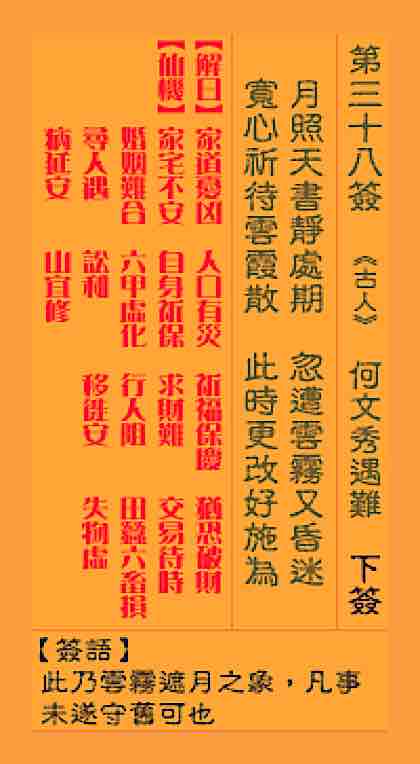 第三十八簽 《古人》 何文秀遇難 下簽
月照天書靜處期 忽遭雲霧又昏迷
寬心祈待雲霞散 此時更改好施為
【解曰】 家道憂凶 人口有災 祈福保慶 猶恐破財
【仙機】 家宅不安 自身祈保 求財難 交易待時
婚姻難合 六甲虛化 行人阻 田蠶六畜損
尋人遇 訟和 移徙安 失物虛
病延安 山宜修
【簽語】
此乃雲霧遮月之象，凡事
未遂守舊可也